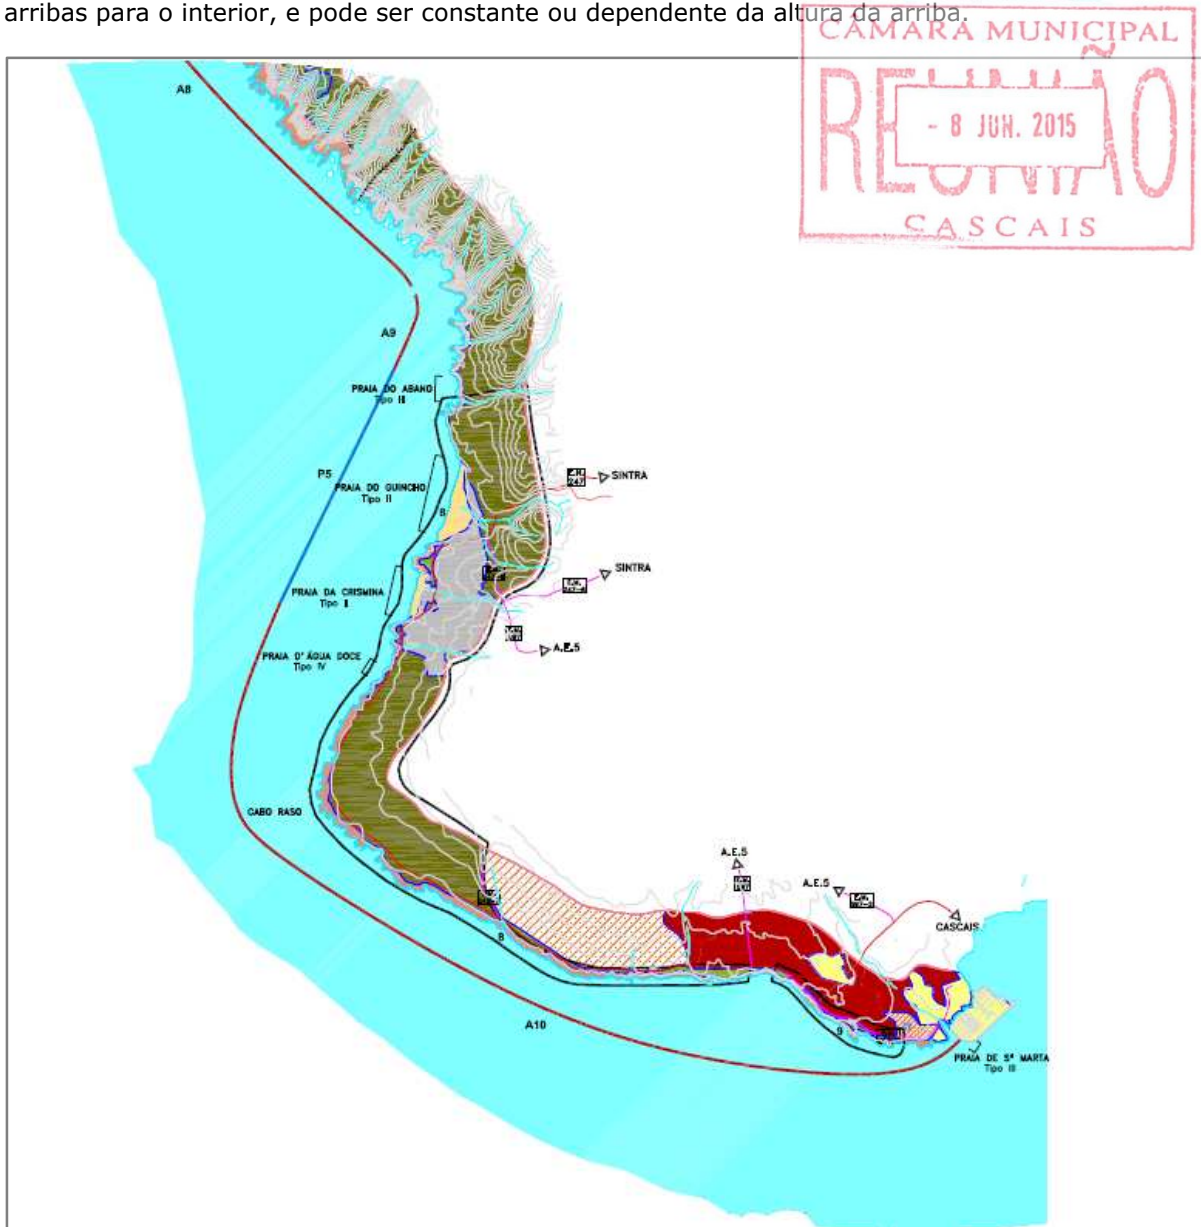 arribas para o interior, e pode ser constante ou dependente da altura da arriba.
CÂMARA MUNICIPAL
REUNIÃO
- 8 JUN. 2015
CASCAIS
A8
A9
PRAIA DO ABANO
Tipo III
P5
PRAIA DO GUINCHO
Tipo II
8
SINTRA
SINTRA
PRAIA DA CRISMINA
Tipo II
A.E.5
PRAIA D'ÁGUA DOCE
Tipo IV
CABO RASO
A.E.5
A.E.5
CASCAIS
8
A10
9
PRAIA DE Sª MARTA
Tipo III